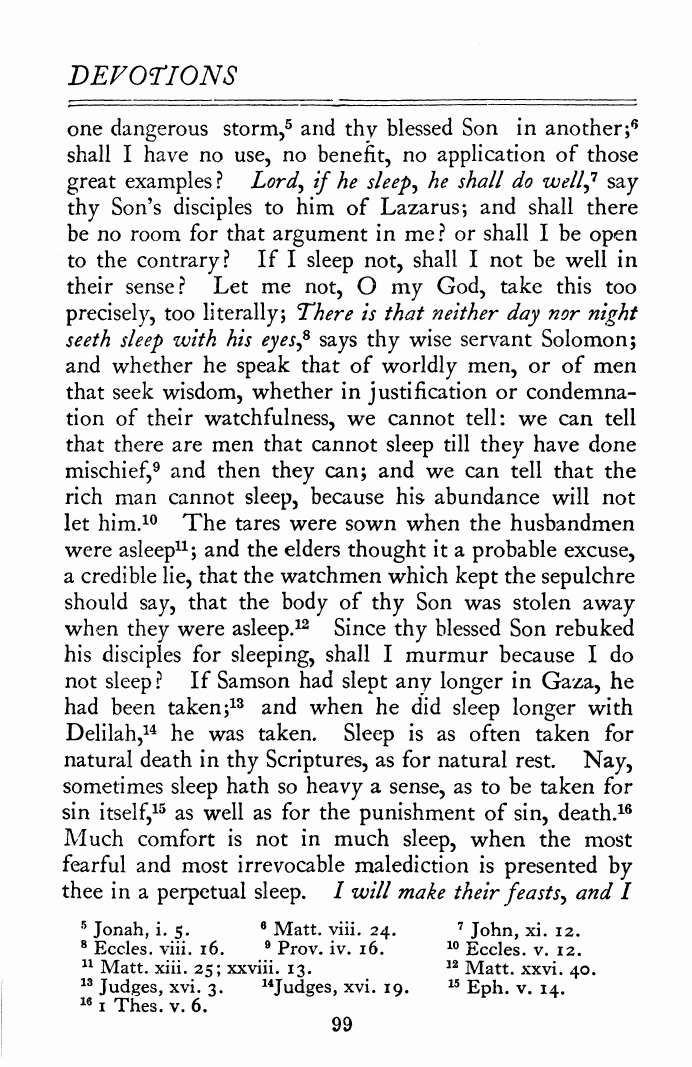 DEVOTIONS
one dangerous storm,⁵ and thy blessed Son in another;⁶
shall I have no use, no benefit, no application of those
great examples? Lord, if he sleep, he shall do well,⁷ say
thy Son's disciples to him of Lazarus; and shall there
be no room for that argument in me? or shall I be open
to the contrary? If I sleep not, shall I not be well in
their sense? Let me not, O my God, take this too
precisely, too literally; There is that neither day nor night
seeth sleep with his eyes,⁸ says thy wise servant Solomon;
and whether he speak that of worldly men, or of men
that seek wisdom, whether in justification or condemna-
tion of their watchfulness, we cannot tell: we can tell
that there are men that cannot sleep till they have done
mischief,⁹ and then they can; and we can tell that the
rich man cannot sleep, because his abundance will not
let him.¹⁰ The tares were sown when the husbandmen
were asleep¹¹; and the elders thought it a probable excuse,
a credible lie, that the watchmen which kept the sepulchre
should say, that the body of thy Son was stolen away
when they were asleep.¹² Since thy blessed Son rebuked
his disciples for sleeping, shall I murmur because I do
not sleep? If Samson had slept any longer in Gaza, he
had been taken;¹³ and when he did sleep longer with
Delilah,¹⁴ he was taken. Sleep is as often taken for
natural death in thy Scriptures, as for natural rest. Nay,
sometimes sleep hath so heavy a sense, as to be taken for
sin itself,¹⁵ as well as for the punishment of sin, death.¹⁶
Much comfort is not in much sleep, when the most
fearful and most irrevocable malediction is presented by
thee in a perpetual sleep. I will make their feasts, and I
⁵ Jonah, i. 5. ⁶ Matt. viii. 24. ⁷ John, xi. 12.
⁸ Eccles. viii. 16. ⁹ Prov. iv. 16. ¹⁰ Eccles. v. 12.
¹¹ Matt. xiii. 25; xxviii. 13. ¹² Matt. xxvi. 40.
¹³ Judges, xvi. 3. ¹⁴Judges, xvi. 19. ¹⁵ Eph. v. 14.
¹⁶ 1 Thes. v. 6.
99